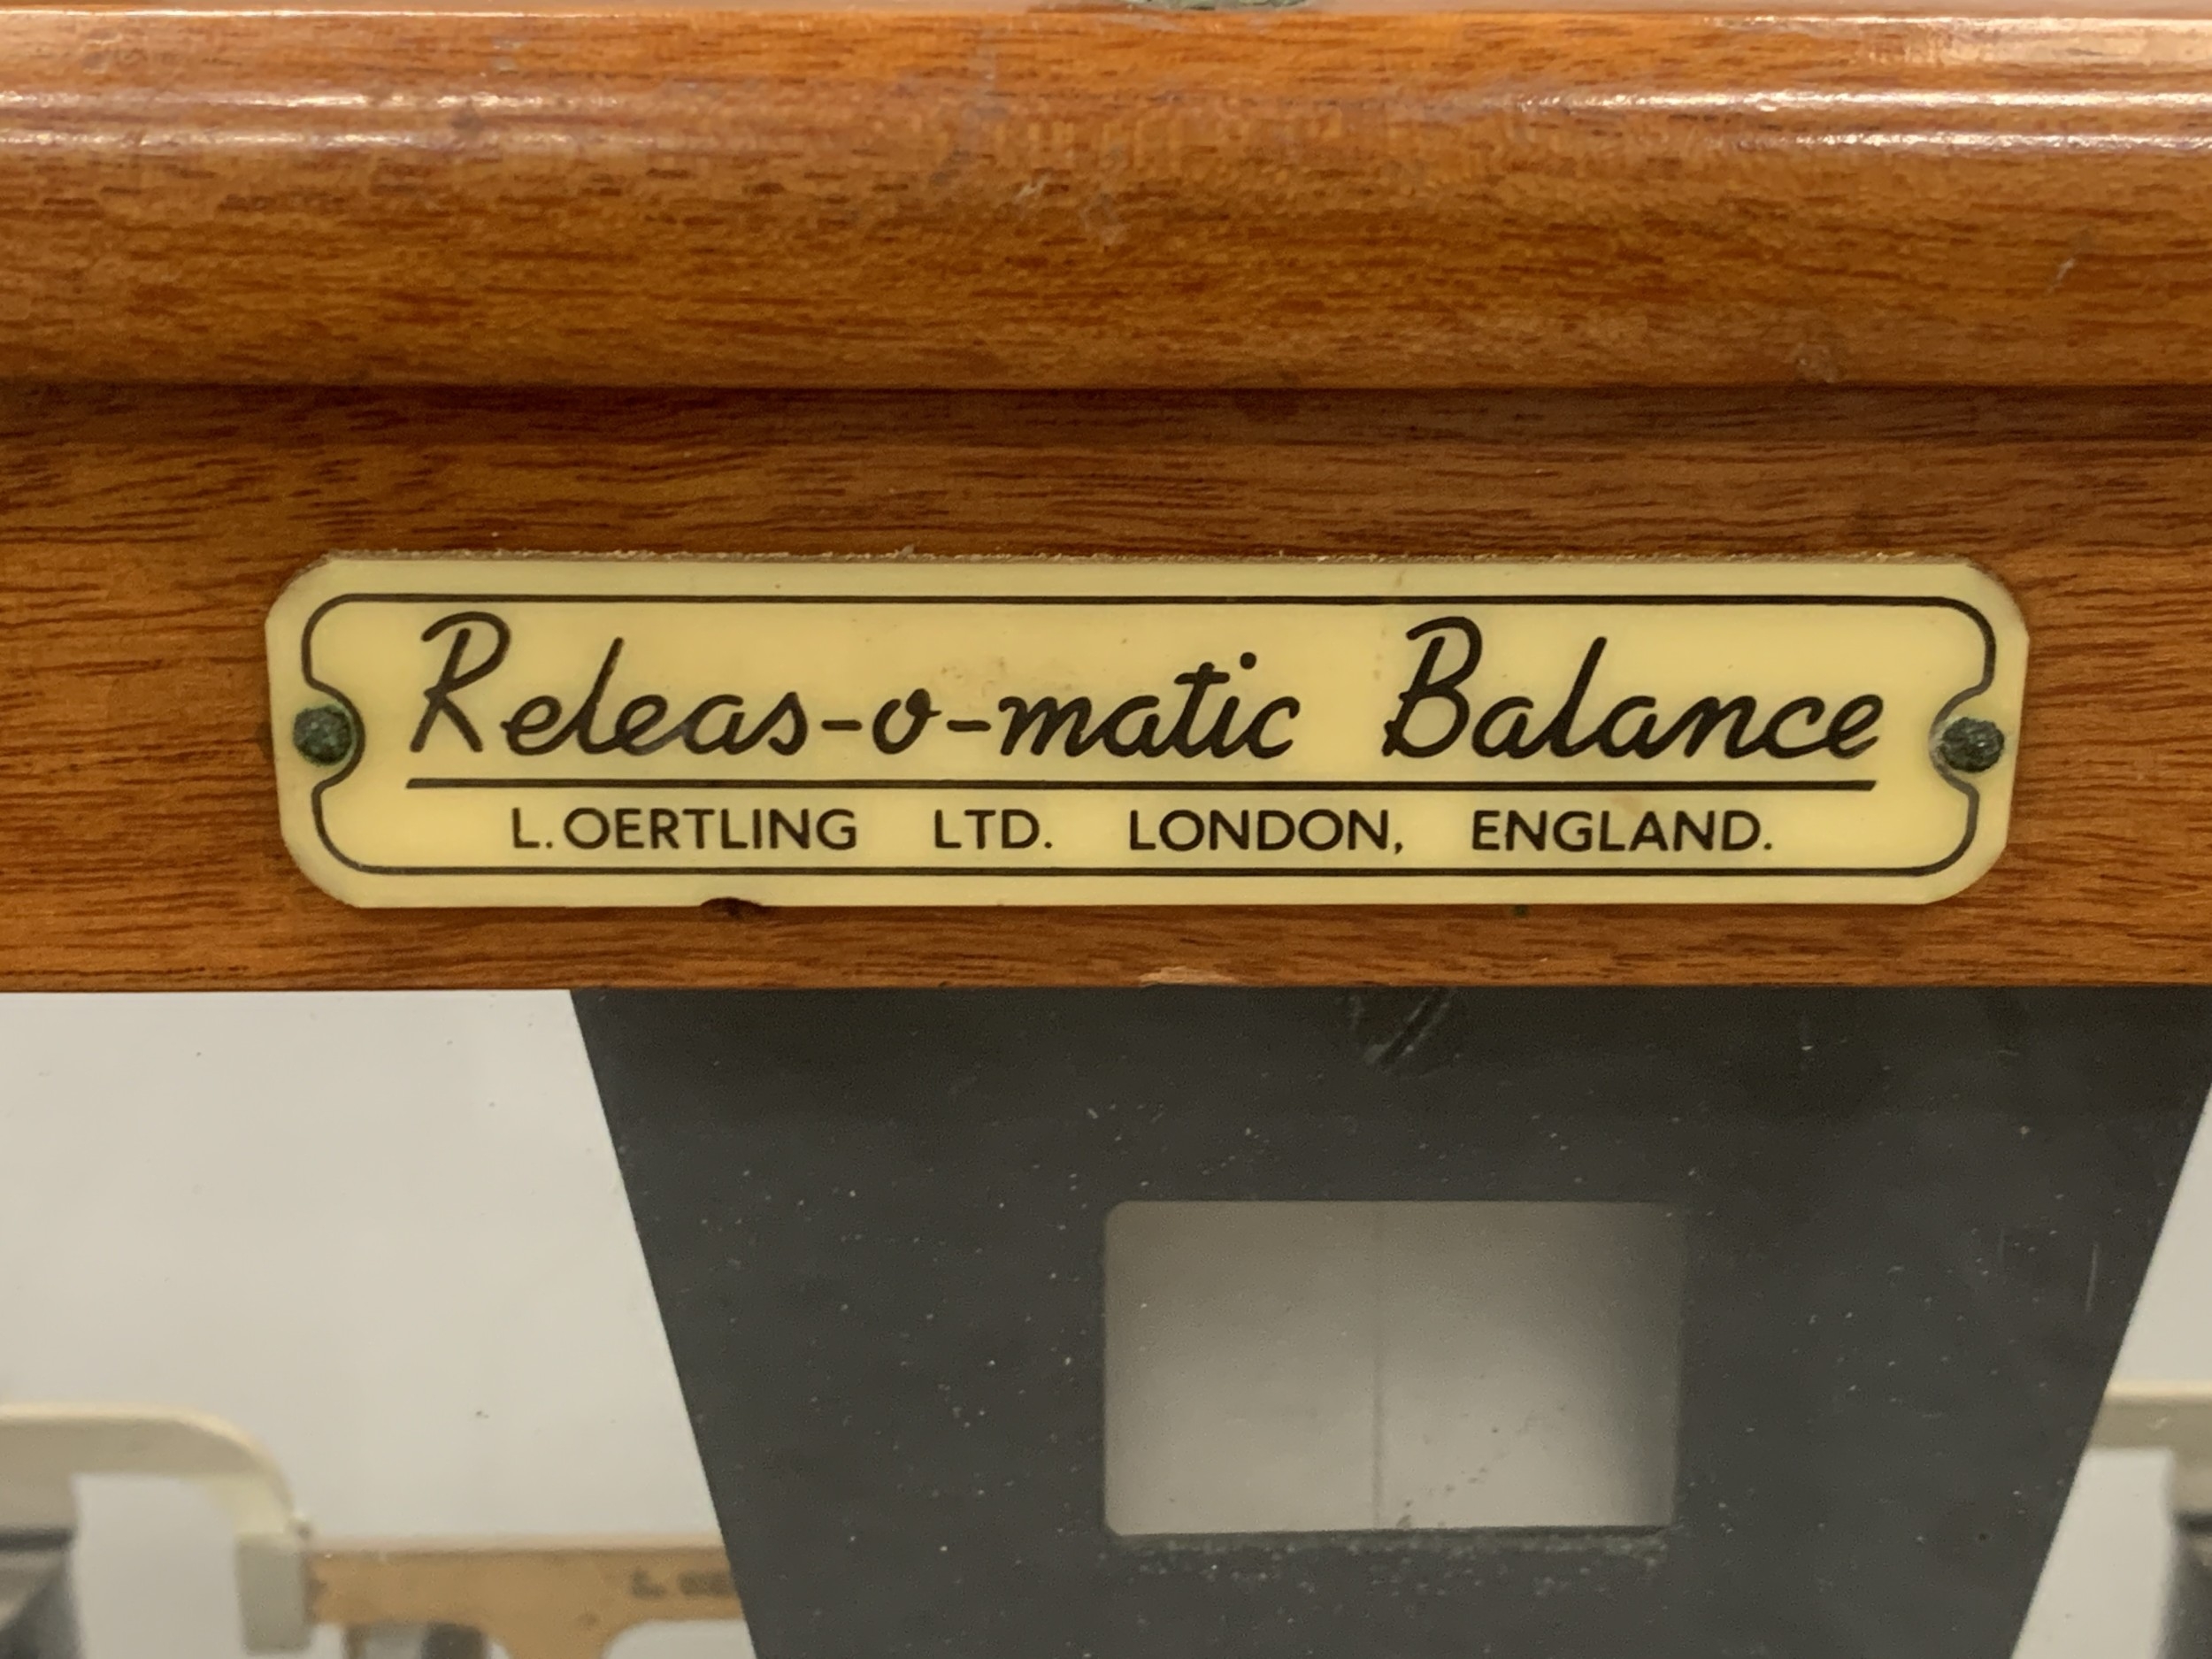 Releas-o-matic Balance
L. OERTLING LTD. LONDON, ENGLAND.